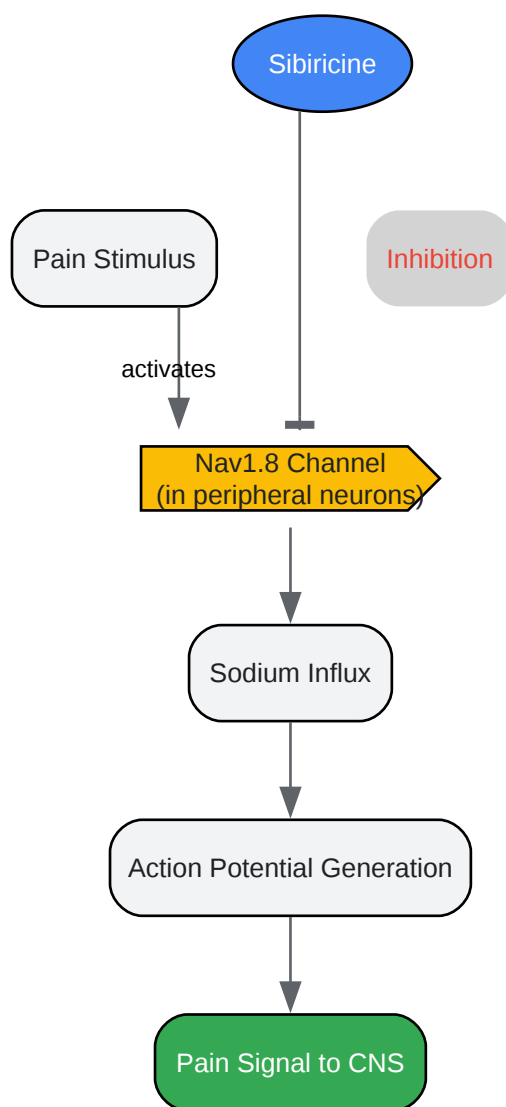 Sibiricine
Pain Stimulus
Inhibition
activates
Nav1.8 Channel
(in peripheral neurons)
Sodium Influx
Action Potential Generation
Pain Signal to CNS